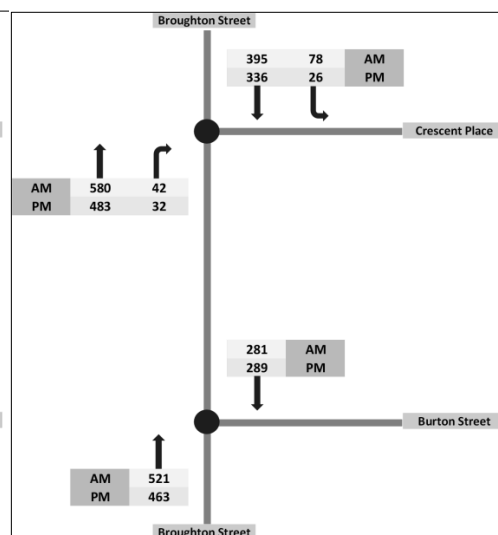 Broughton Street
395 78 AM
336 26 PM
Crescent Place
AM 580 42
PM 483 32
281 AM
289 PM
Burton Street
AM 521
PM 463
Broughton Street